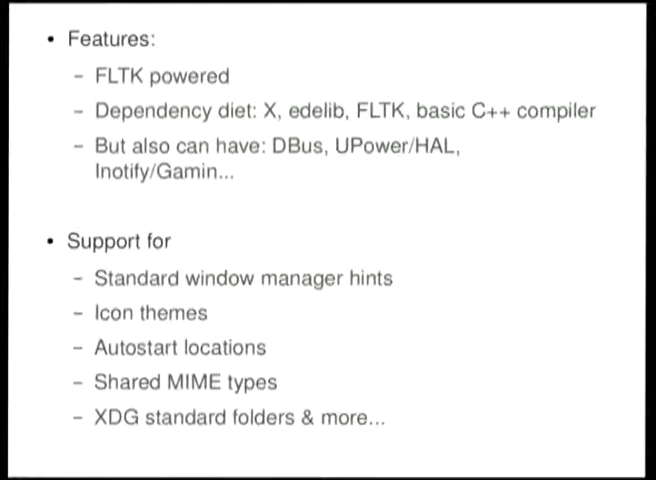 • Features:
– FLTK powered
– Dependency diet: X, edelib, FLTK, basic C++ compiler
– But also can have: DBus, UPower/HAL,
Inotify/Gamin...
• Support for
– Standard window manager hints
– Icon themes
– Autostart locations
– Shared MIME types
– XDG standard folders & more...